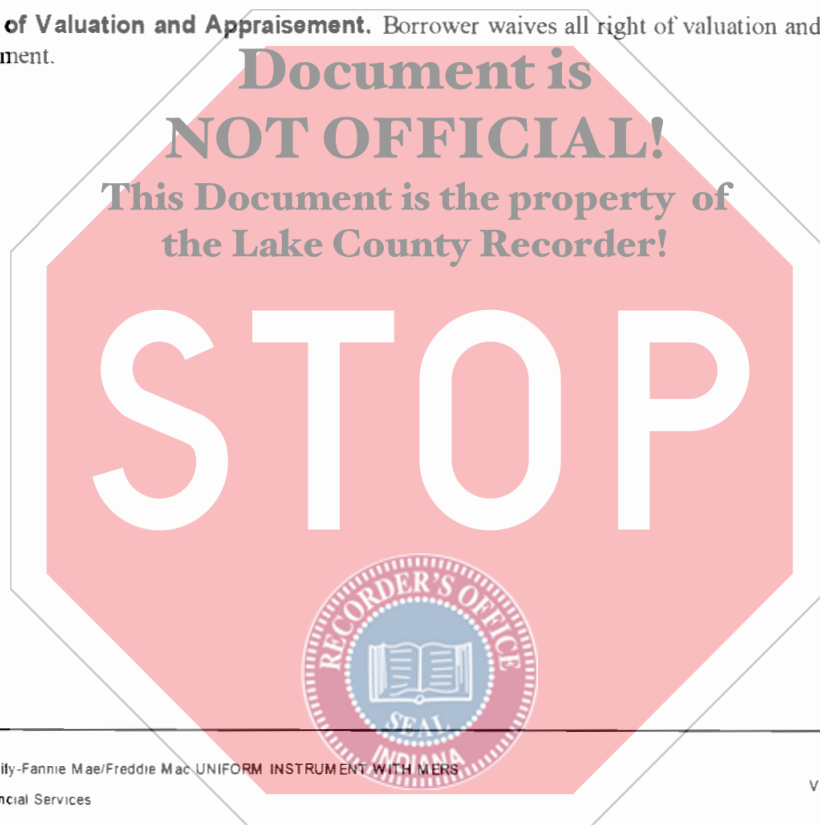 of Valuation and Appraisement. Borrower waives all right of valuation and
ment.
Document is
NOT OFFICIAL!
This Document is the property of
the Lake County Recorder!
STOP
RECORDER'S OFFICE
SEAL
INDIANA
ily-Fannie Mae/Freddie Mac UNIFORM INSTRUMENT WITH MERS
V
ncial Services